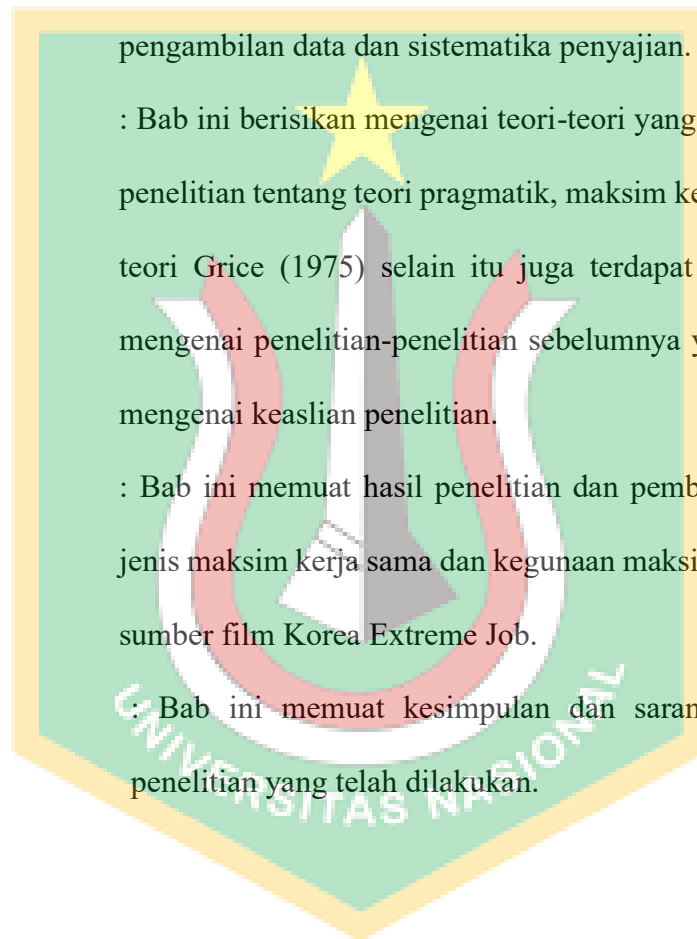 pengambilan data dan sistematika penyajian.
: Bab ini berisikan mengenai teori-teori yang
penelitian tentang teori pragmatik, maksim ke
teori Grice (1975) selain itu juga terdapat
mengenai penelitian-penelitian sebelumnya y
mengenai keaslian penelitian.
: Bab ini memuat hasil penelitian dan pemb
jenis maksim kerja sama dan kegunaan maksi
sumber film Korea Extreme Job.
: Bab ini memuat kesimpulan dan saran
penelitian yang telah dilakukan.
UNIVERSITAS NASIONAL